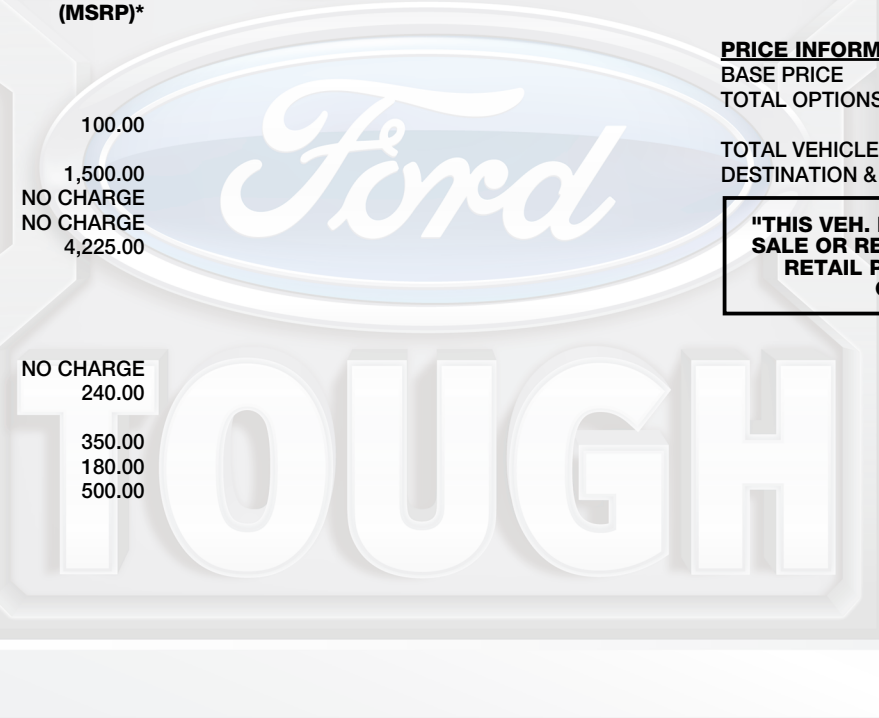 (MSRP)*
100.00
1,500.00
NO CHARGE
NO CHARGE
4,225.00
NO CHARGE
240.00
350.00
180.00
500.00
Ford
TOUGH
PRICE INFORM
BASE PRICE
TOTAL OPTIONS
TOTAL VEHICLE
DESTINATION &
"THIS VEH.
SALE OR RE
RETAIL P